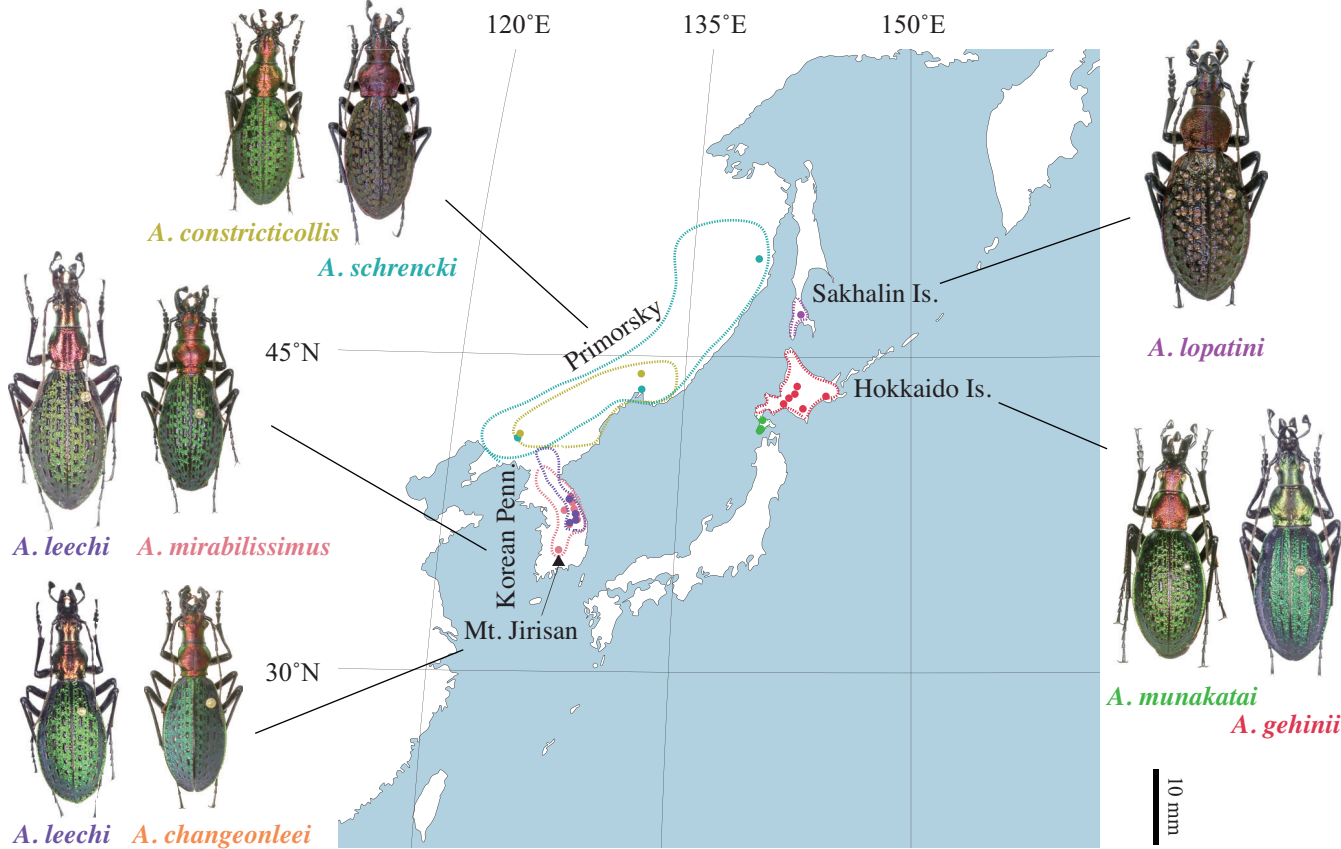 120°E
135°E
150°E
A. constricticollis
A. schrencki
Sakhalin Is.
A. lopatini
Primorsky
45°N
Hokkaido Is.
Korean Penn.
A. leechi
A. mirabilissimus
Mt. Jirisan
30°N
A. munakatai
A. gehinii
10 mm
A. leechi
A. changeonleei